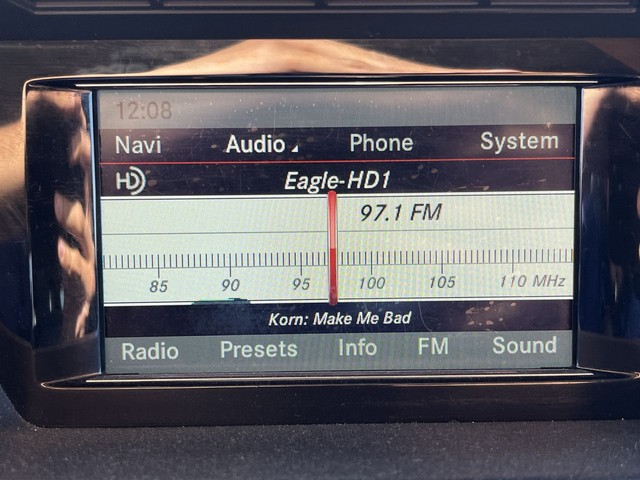 12:08
Navi Audio Phone System
HD Eagle-HD1
97.1 FM
85 90 95 100 105 110 MHz
Korn: Make Me Bad
Radio Presets Info FM Sound